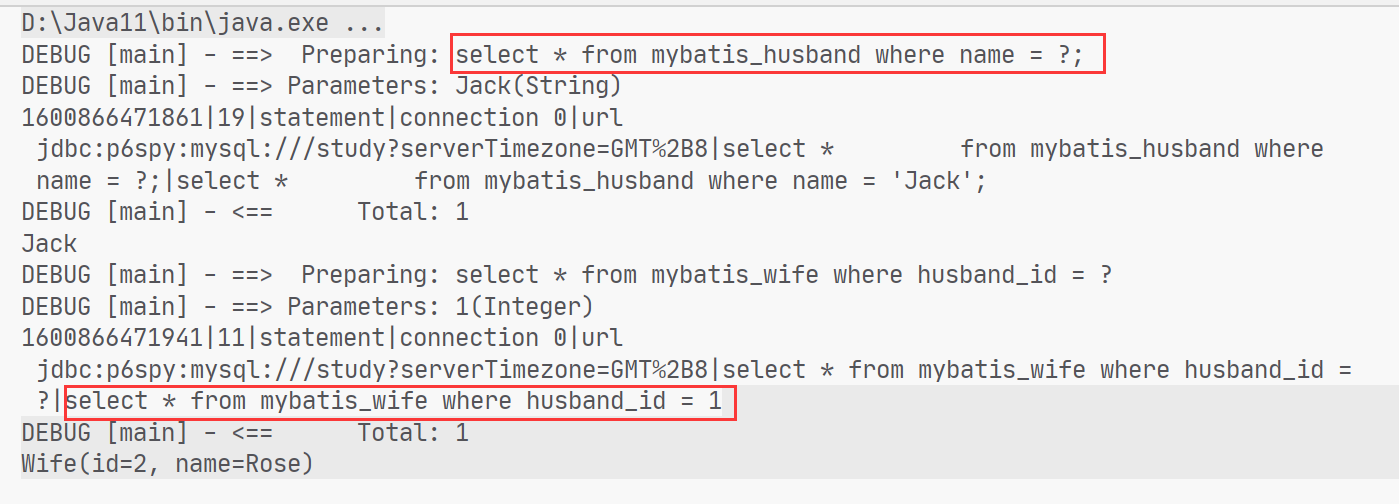 D:\Java11\bin\java.exe ...
DEBUG [main] - ==>  Preparing: select * from mybatis_husband where name = ?;
DEBUG [main] - ==> Parameters: Jack(String)
1600866471861|19|statement|connection 0|url
 jdbc:p6spy:mysql:///study?serverTimezone=GMT%2B8|select *         from mybatis_husband where
 name = ?;|select *         from mybatis_husband where name = 'Jack';
DEBUG [main] - <==      Total: 1
Jack
DEBUG [main] - ==>  Preparing: select * from mybatis_wife where husband_id = ?
DEBUG [main] - ==> Parameters: 1(Integer)
1600866471941|11|statement|connection 0|url
 jdbc:p6spy:mysql:///study?serverTimezone=GMT%2B8|select * from mybatis_wife where husband_id =
 ?|select * from mybatis_wife where husband_id = 1
DEBUG [main] - <==      Total: 1
Wife(id=2, name=Rose)